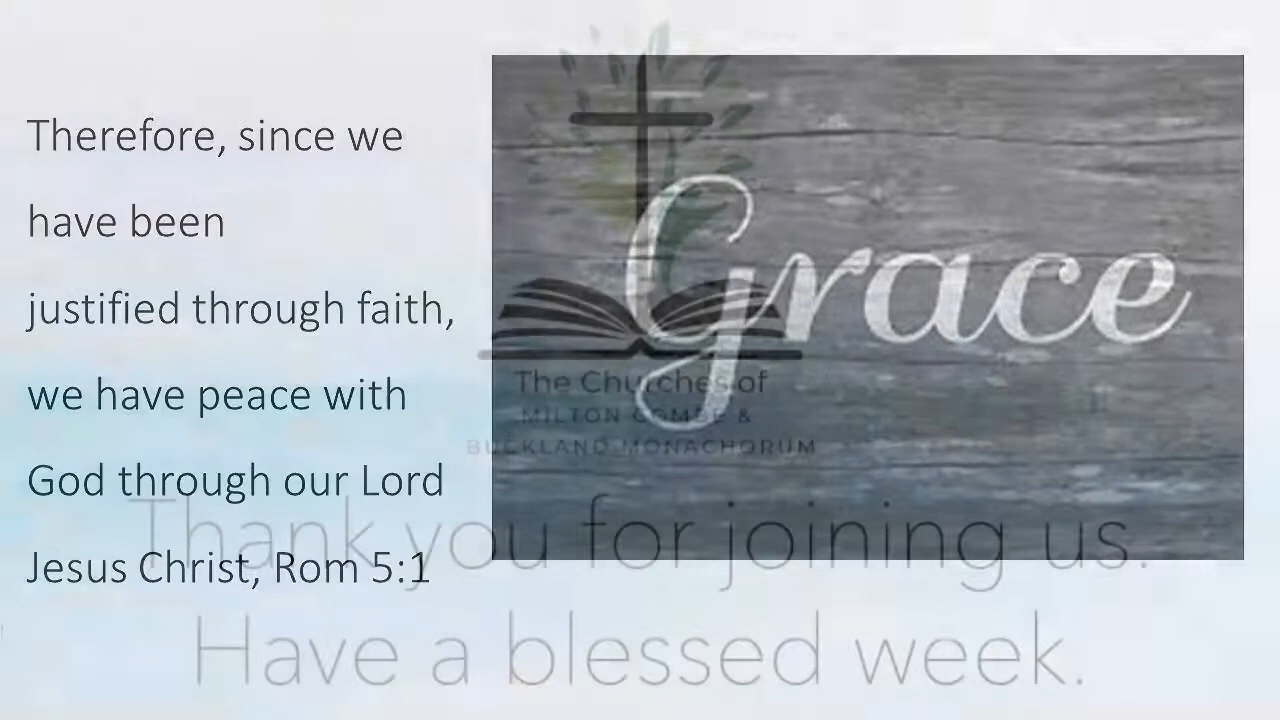 Therefore, since we
have been
justified through faith,
we have peace with
God through our Lord
Jesus Christ, Rom 5:1
Grace
The Churches of
MILTON COMBE &
BUCKLAND MONACHORUM
Thank you for joining us.
Have a blessed week.